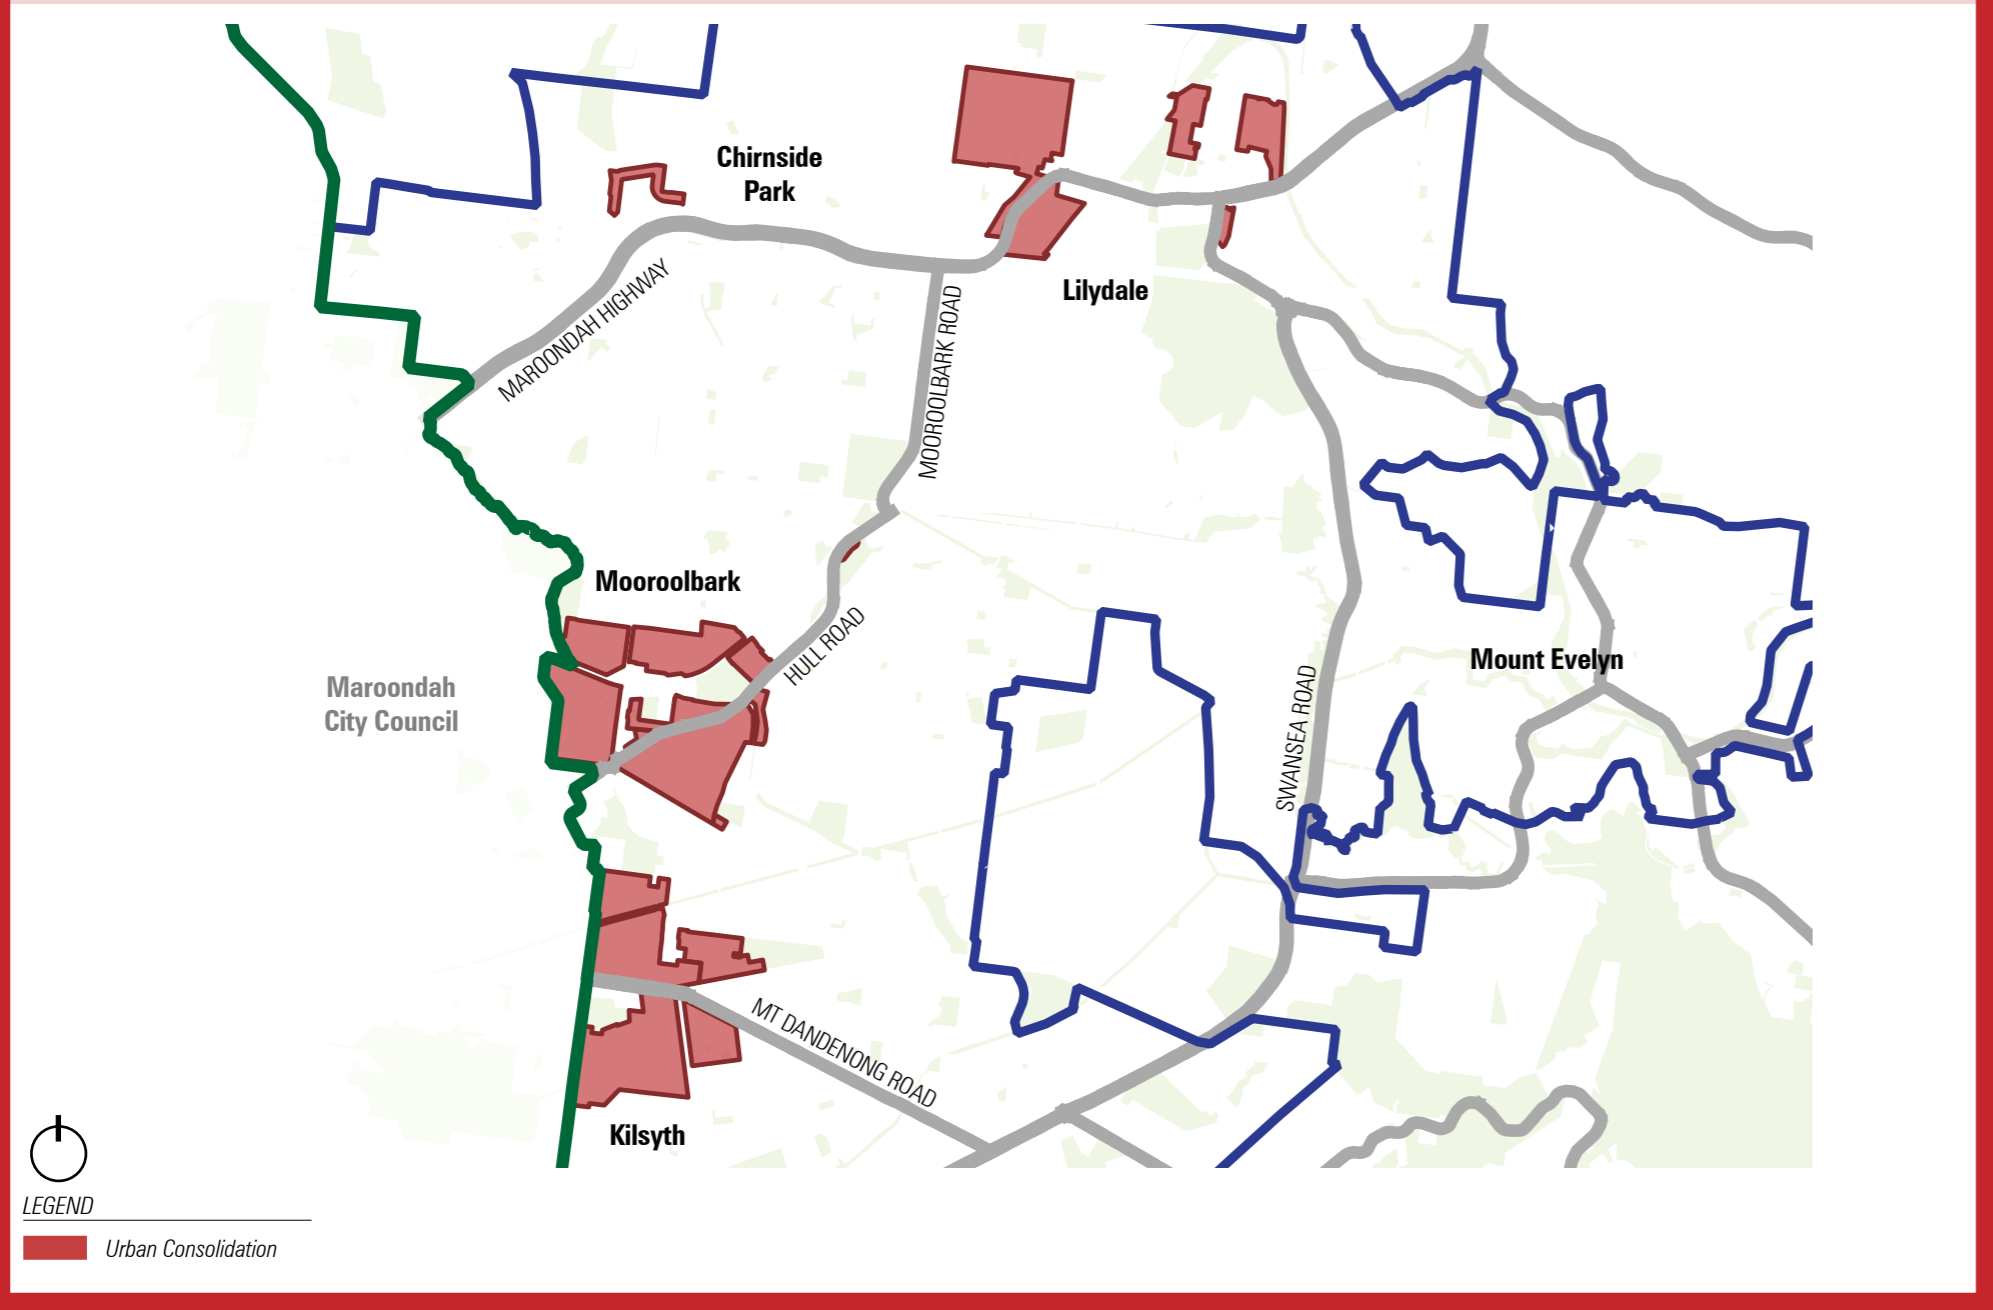 Chirnside
Park
Lilydale
MAROONDAH HIGHWAY
MOOROOLBARK ROAD
Mooroolbark
HULL ROAD
Maroondah
City Council
Mount Evelyn
SWANSEA ROAD
MT DANDENONG ROAD
Kilsyth
LEGEND
Urban Consolidation